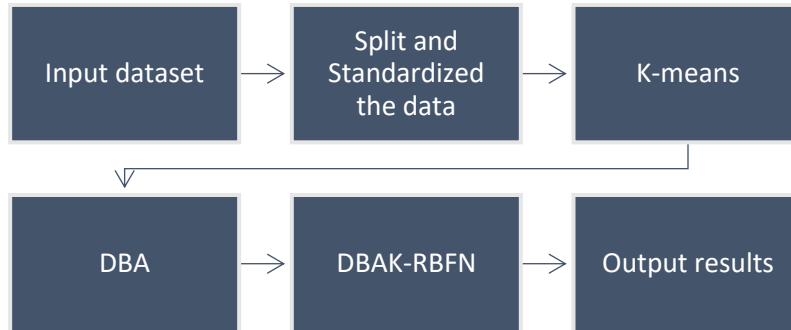 Input dataset
Split and
Standardized
the data
K-means
DBA
DBAK-RBFN
Output results